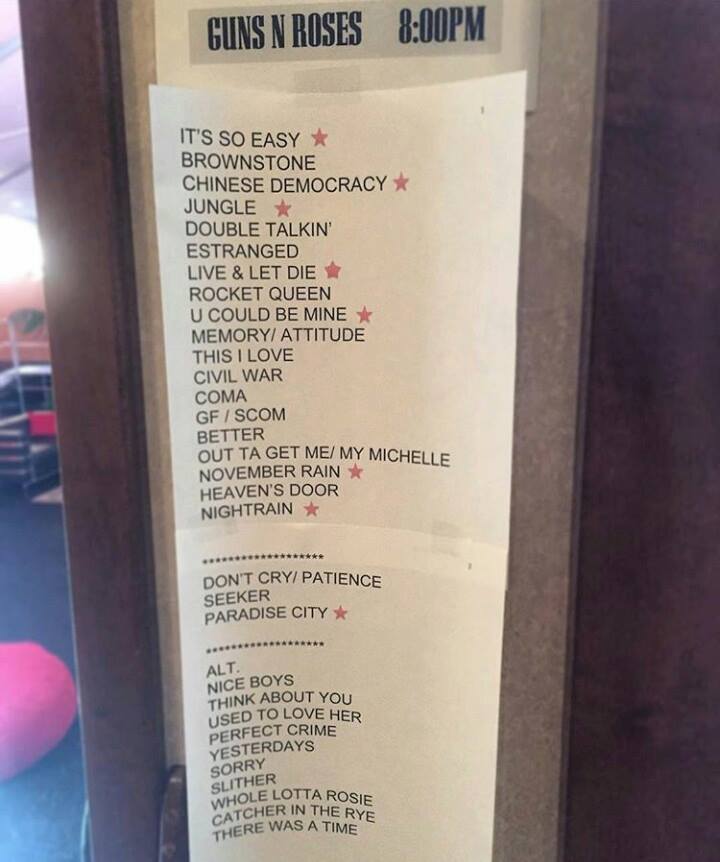 GUNS N ROSES 8:00PM
IT'S SO EASY ★
BROWNSTONE
CHINESE DEMOCRACY ★
JUNGLE ★
DOUBLE TALKIN'
ESTRANGED
LIVE & LET DIE ★
ROCKET QUEEN
U COULD BE MINE ★
MEMORY/ ATTITUDE
THIS I LOVE
CIVIL WAR
COMA
GF / SCOM
BETTER
OUT TA GET ME/ MY MICHELLE
NOVEMBER RAIN ★
HEAVEN'S DOOR
NIGHTRAIN ★
*******************
DON'T CRY/ PATIENCE
SEEKER
PARADISE CITY ★
*******************
ALT.
NICE BOYS
THINK ABOUT YOU
USED TO LOVE HER
PERFECT CRIME
YESTERDAYS
SORRY
SLITHER
WHOLE LOTTA ROSIE
CATCHER IN THE RYE
THERE WAS A TIME